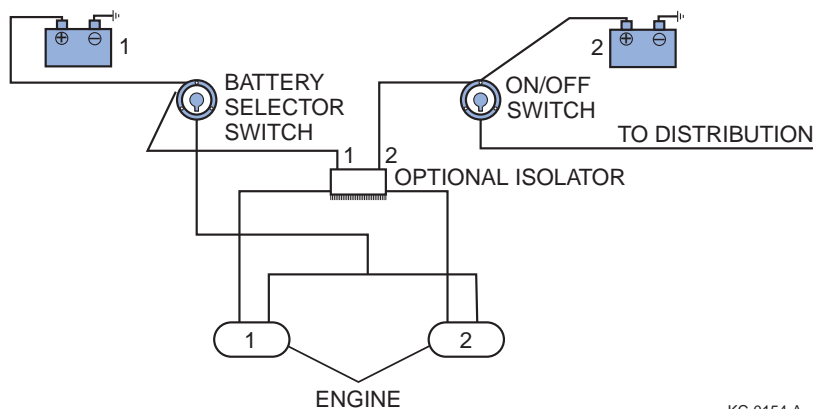 1
2
BATTERY
SELECTOR
SWITCH
ON/OFF
SWITCH
TO DISTRIBUTION
1 2
OPTIONAL ISOLATOR
1
2
ENGINE